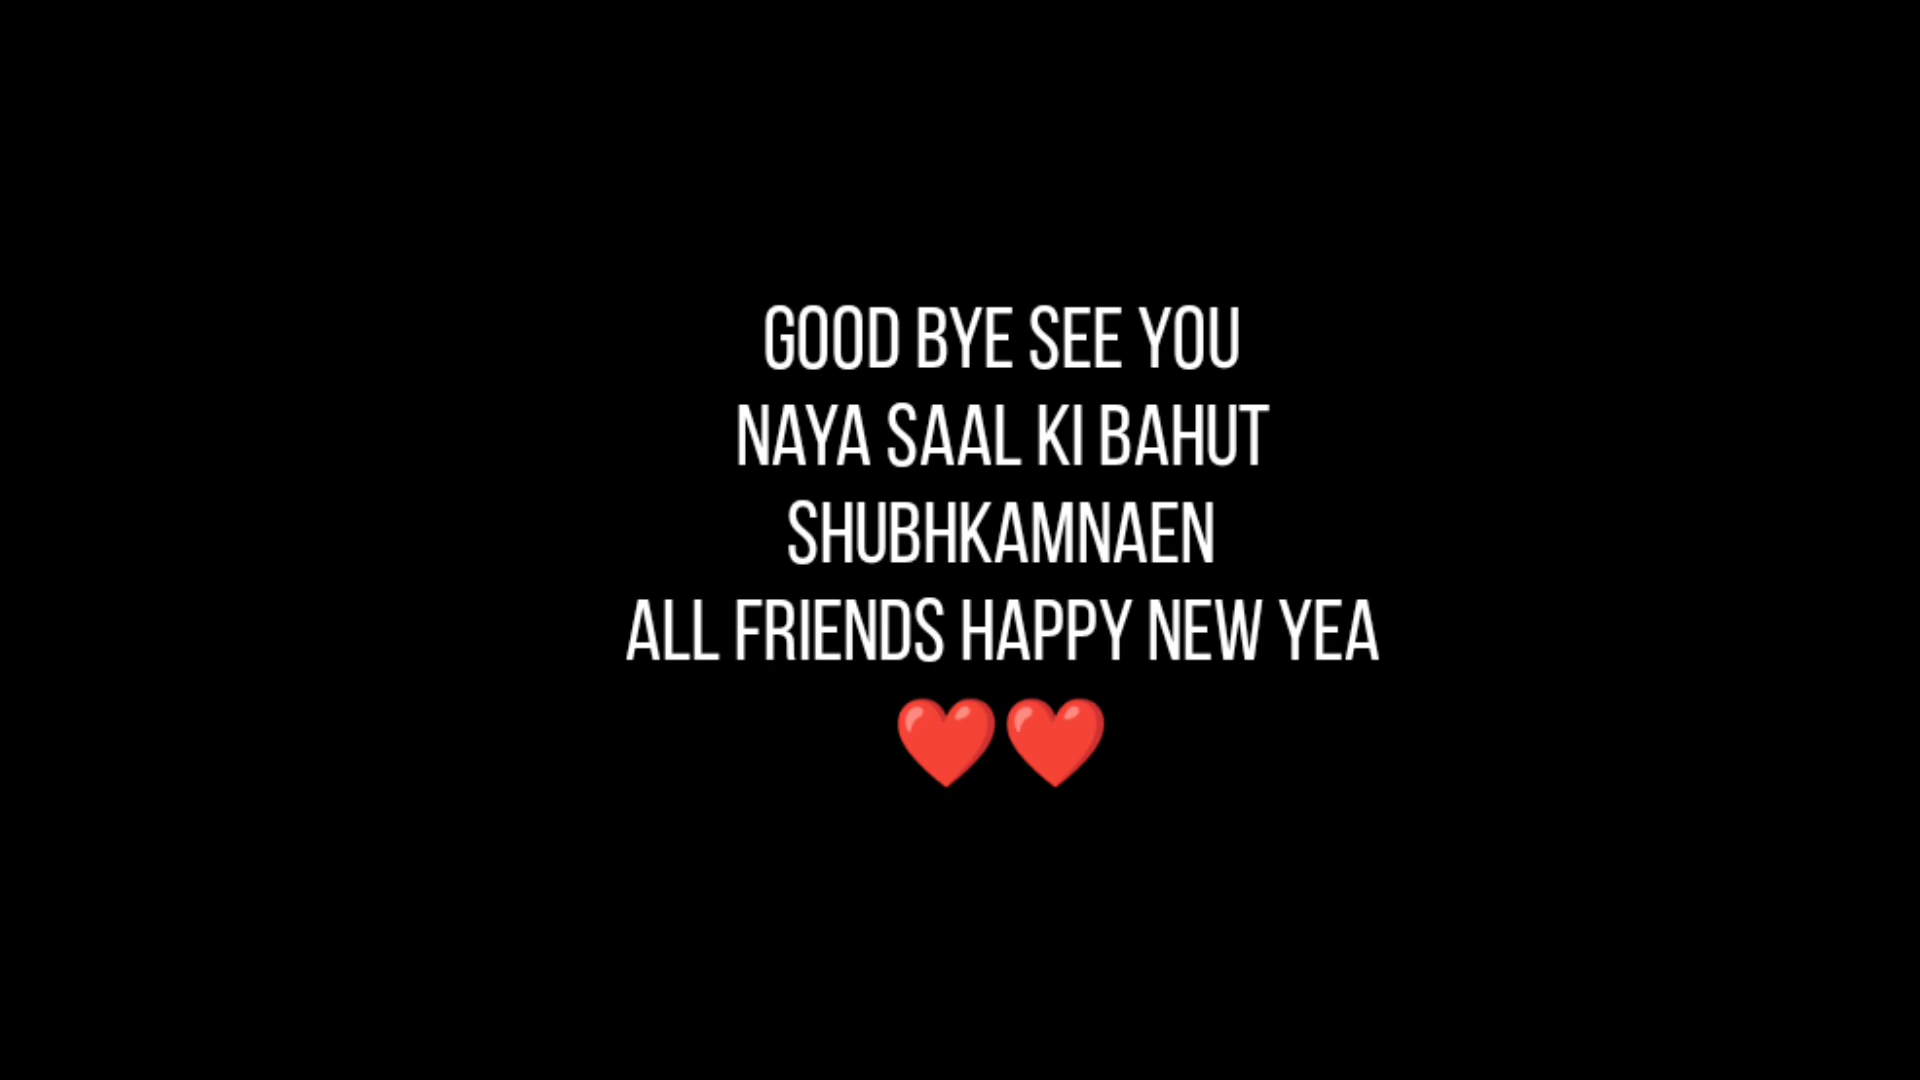 GOOD BYE SEE YOU
NAYA SAAL KI BAHUT
SHUBHKAMNAEN
ALL FRIENDS HAPPY NEW YEA
❤️❤️